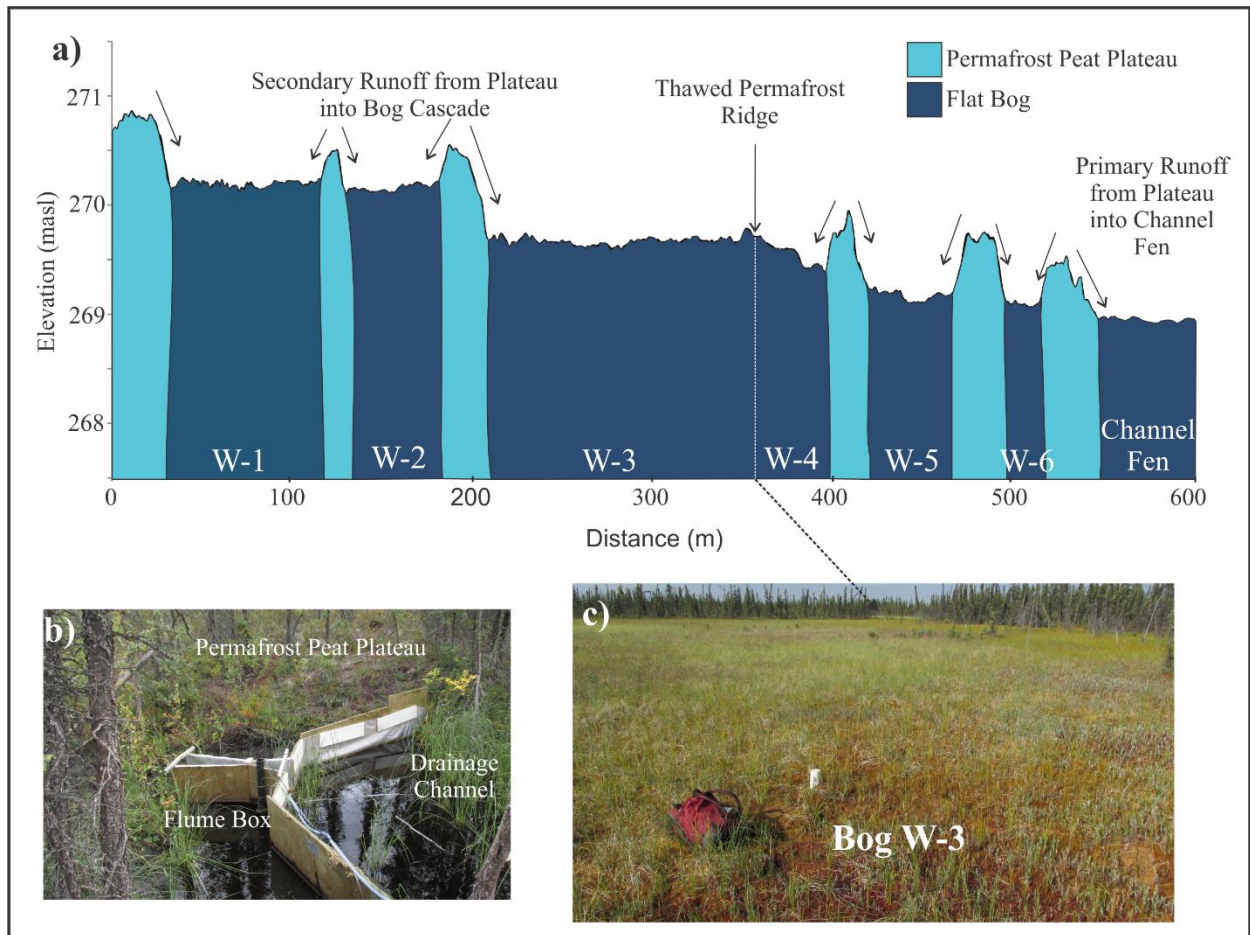 a)
271
270
269
268
Elevation (masl)
Secondary Runoff from Plateau
into Bog Cascade
Thawed Permafrost
Ridge
Permafrost Peat Plateau
Flat Bog
Primary Runoff
from Plateau
into Channel
Fen
W-1
W-2
W-3
W-4
W-5
W-6
Channel
Fen
0
100
200
300
400
500
600
Distance (m)
b)
Permafrost Peat Plateau
Drainage
Channel
Flume Box
c)
Bog W-3